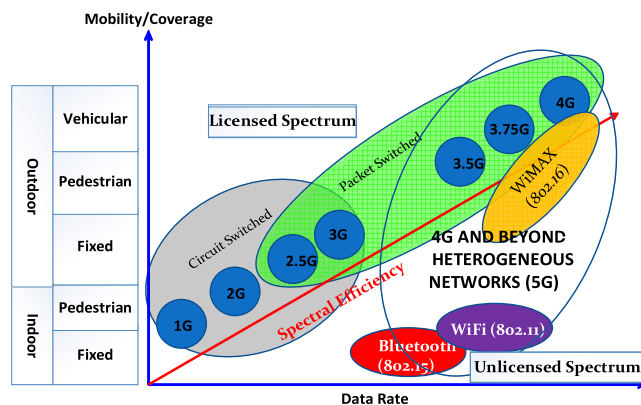 Mobility/Coverage
Outdoor
Vehicular
Pedestrian
Fixed
Indoor
Pedestrian
Fixed
Licensed Spectrum
Circuit Switched
Packet Switched
1G
2G
2.5G
3G
3.5G
3.75G
4G
WiMAX
(802.16)
Spectral Efficiency
4G AND BEYOND
HETEROGENEOUS
NETWORKS (5G)
WiFi (802.11)
Bluetooth
(802.15)
Unlicensed Spectrum
Data Rate